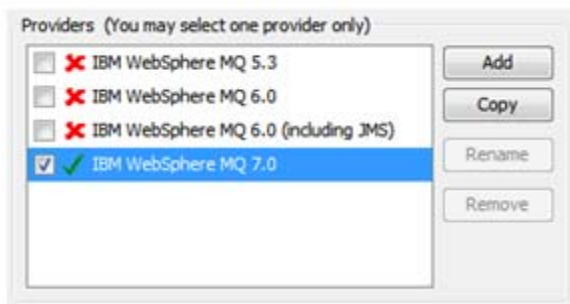 Providers (You may select one provider only)
IBM WebSphere MQ 5.3
IBM WebSphere MQ 6.0
IBM WebSphere MQ 6.0 (including JMS)
IBM WebSphere MQ 7.0
Add
Copy
Rename
Remove